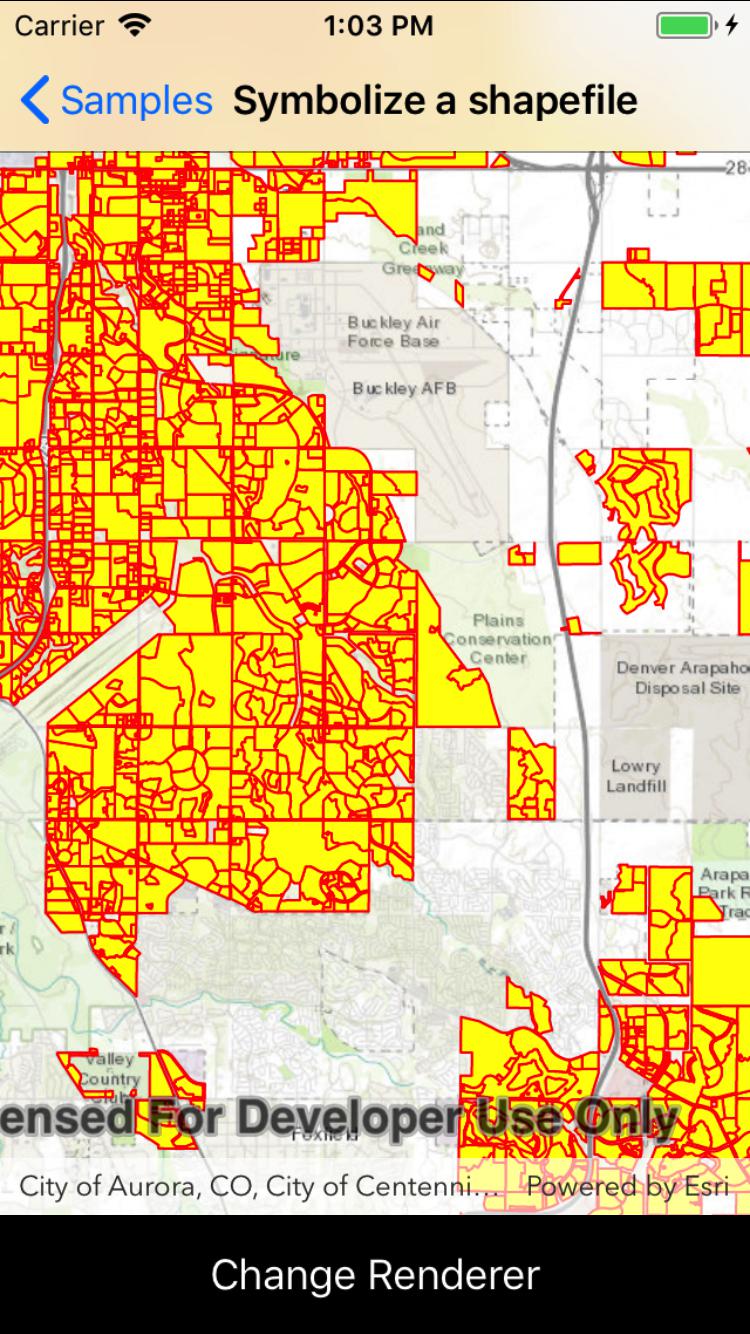 Carrier 1:03 PM
Samples Symbolize a shapefile
28
and
Creek
Greenway
Buckley Air
Force Base
Buckley AFB
Plains
Conservation
Center
Denver Arapaho
Disposal Site
Lowry
Landfill
Arapa
Park R
Trac
r /
rk
Valley
Country
Club
ensed For Developer Use Only
Foxfield
City of Aurora, CO, City of Centenni... Powered by Esri
Change Renderer